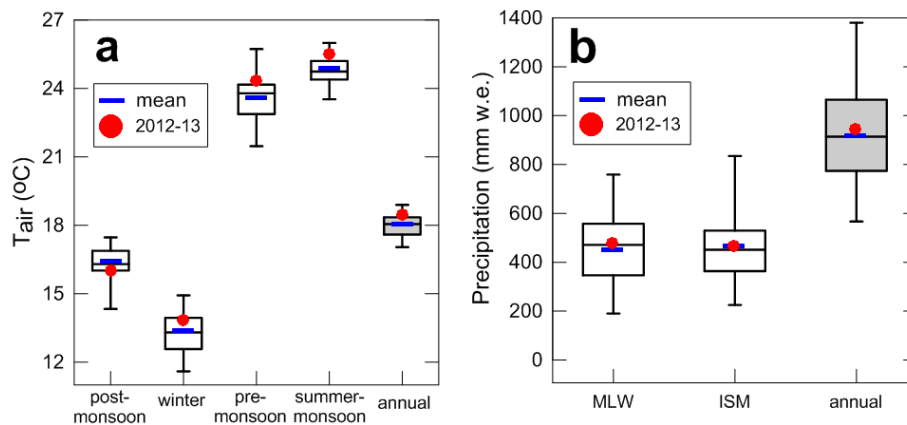 a
27
24
21
18
15
12
Tair (ºC)
mean
2012-13
post-
monsoon
winter
pre-
monsoon
summer-
monsoon
annual
b
1400
1200
1000
800
600
400
200
0
Precipitation (mm w.e.)
mean
2012-13
MLW
ISM
annual